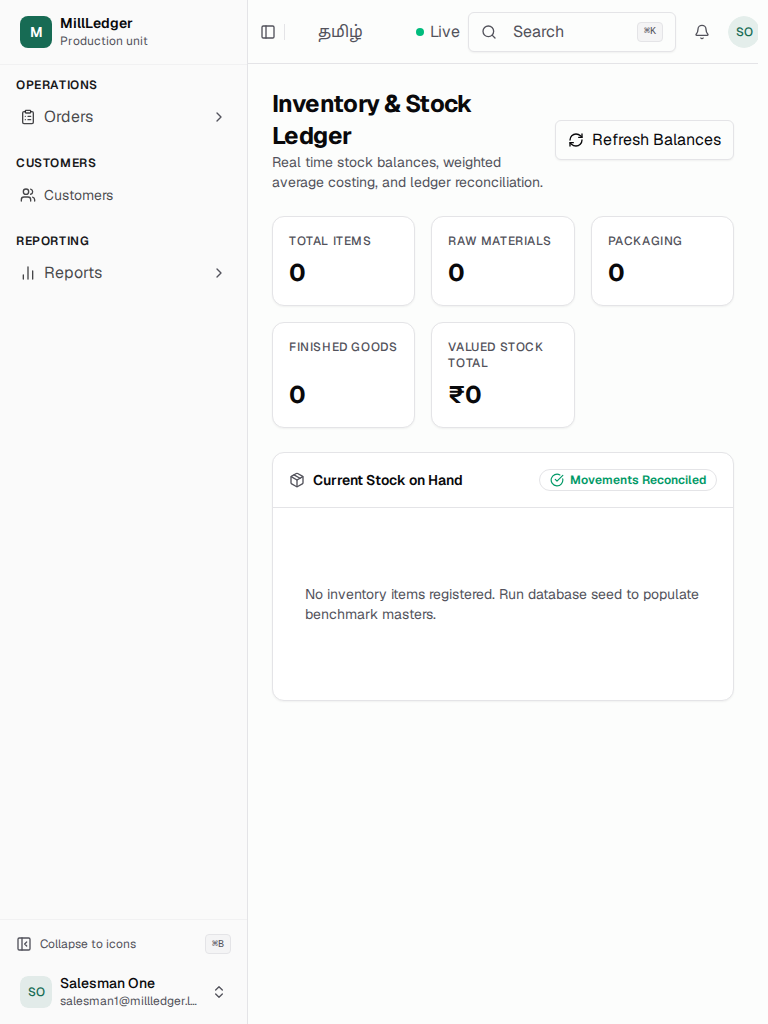 M
MillLedger
Production unit
OPERATIONS
Orders
CUSTOMERS
Customers
REPORTING
Reports
Collapse to icons ⌘B
SO
Salesman One
salesman1@millledger.l...
தமிழ்
Live
Search ⌘K
SO
Inventory & Stock
Ledger
Real time stock balances, weighted
average costing, and ledger reconciliation.
Refresh Balances
TOTAL ITEMS
0
RAW MATERIALS
0
PACKAGING
0
FINISHED GOODS
0
VALUED STOCK
TOTAL
₹0
Current Stock on Hand
Movements Reconciled
No inventory items registered. Run database seed to populate
benchmark masters.